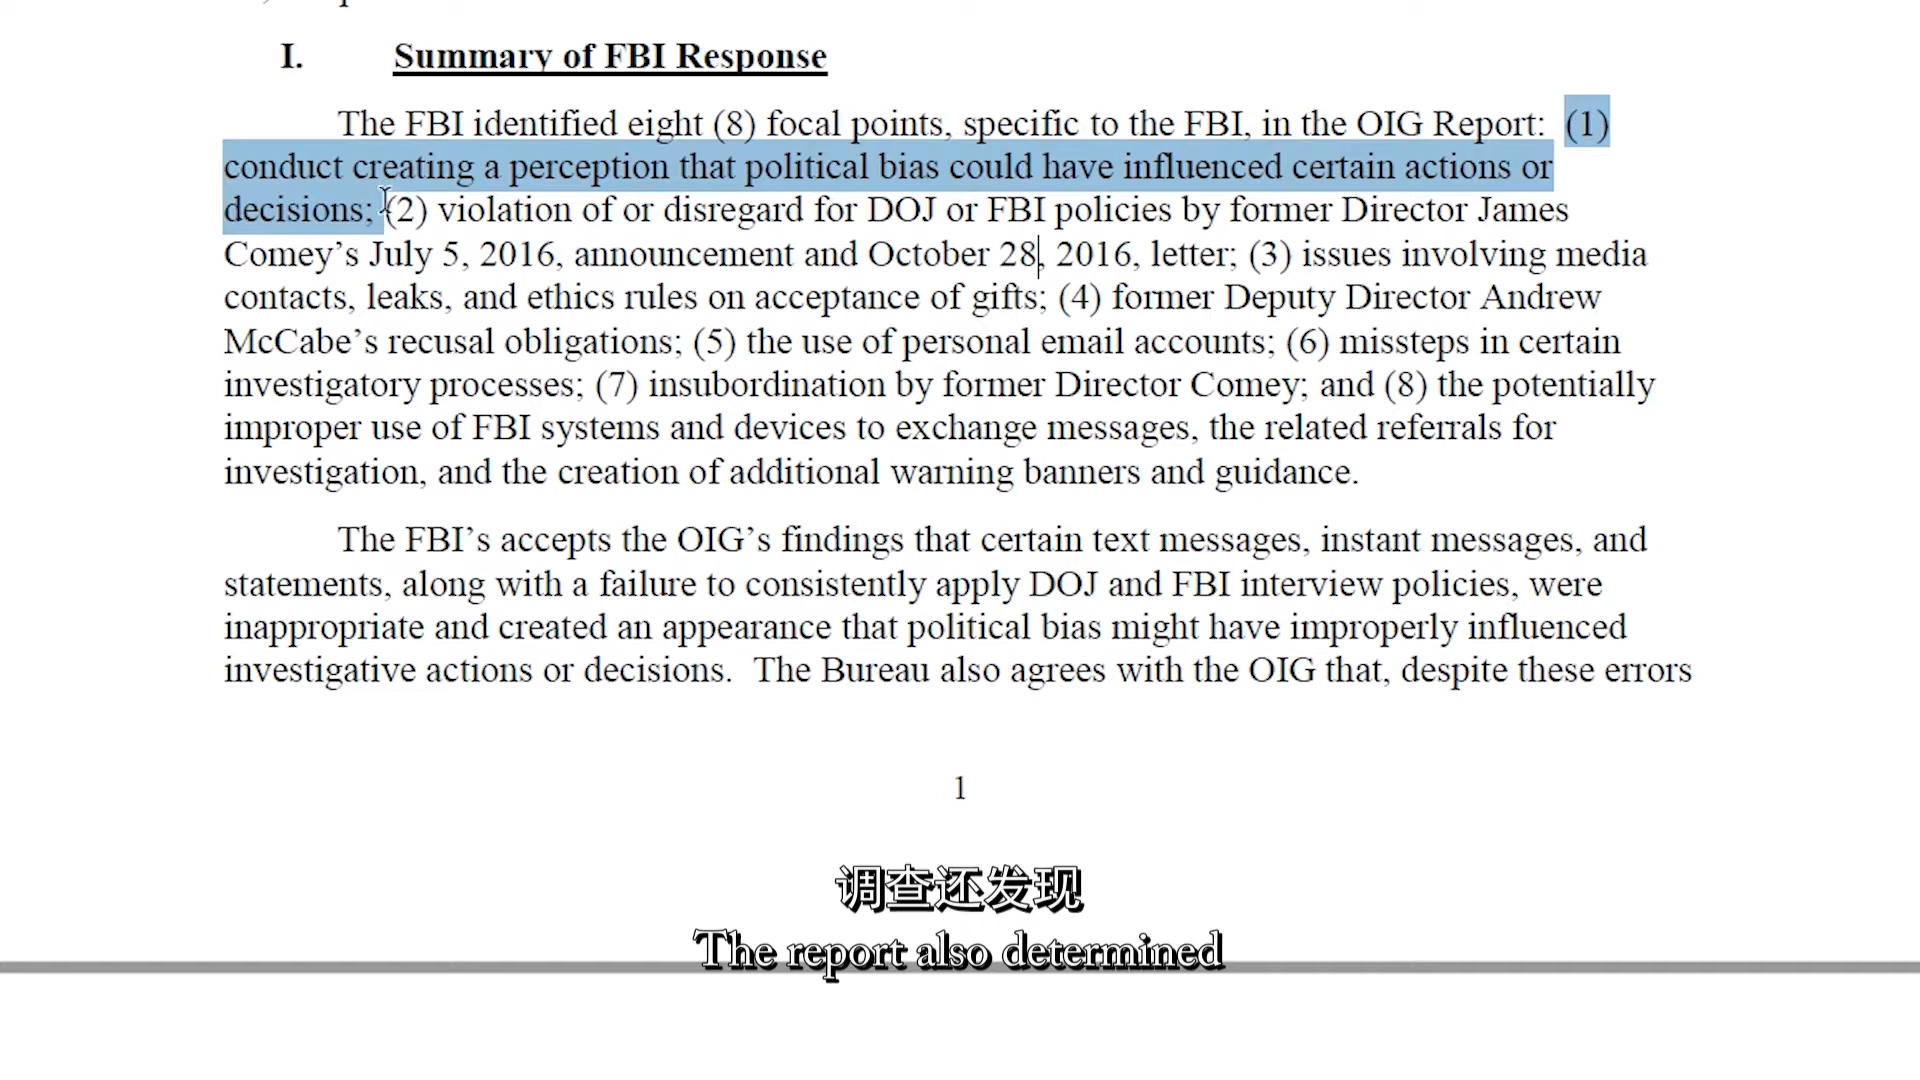 I. Summary of FBI Response
The FBI identified eight (8) focal points, specific to the FBI, in the OIG Report: (1)
conduct creating a perception that political bias could have influenced certain actions or
decisions; (2) violation of or disregard for DOJ or FBI policies by former Director James
Comey’s July 5, 2016, announcement and October 28, 2016, letter; (3) issues involving media
contacts, leaks, and ethics rules on acceptance of gifts; (4) former Deputy Director Andrew
McCabe’s recusal obligations; (5) the use of personal email accounts; (6) missteps in certain
investigatory processes; (7) insubordination by former Director Comey; and (8) the potentially
improper use of FBI systems and devices to exchange messages, the related referrals for
investigation, and the creation of additional warning banners and guidance.
The FBI’s accepts the OIG’s findings that certain text messages, instant messages, and
statements, along with a failure to consistently apply DOJ and FBI interview policies, were
inappropriate and created an appearance that political bias might have improperly influenced
investigative actions or decisions. The Bureau also agrees with the OIG that, despite these errors
1
调查还发现
The report also determined